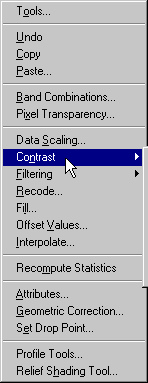 Tools...
Undo
Copy
Paste...
Band Combinations...
Pixel Transparency...
Data Scaling...
Contrast
Filtering
Recode...
Fill...
Offset Values...
Interpolate...
Recompute Statistics
Attributes...
Geometric Correction...
Set Drop Point...
Profile Tools...
Relief Shading Tool...